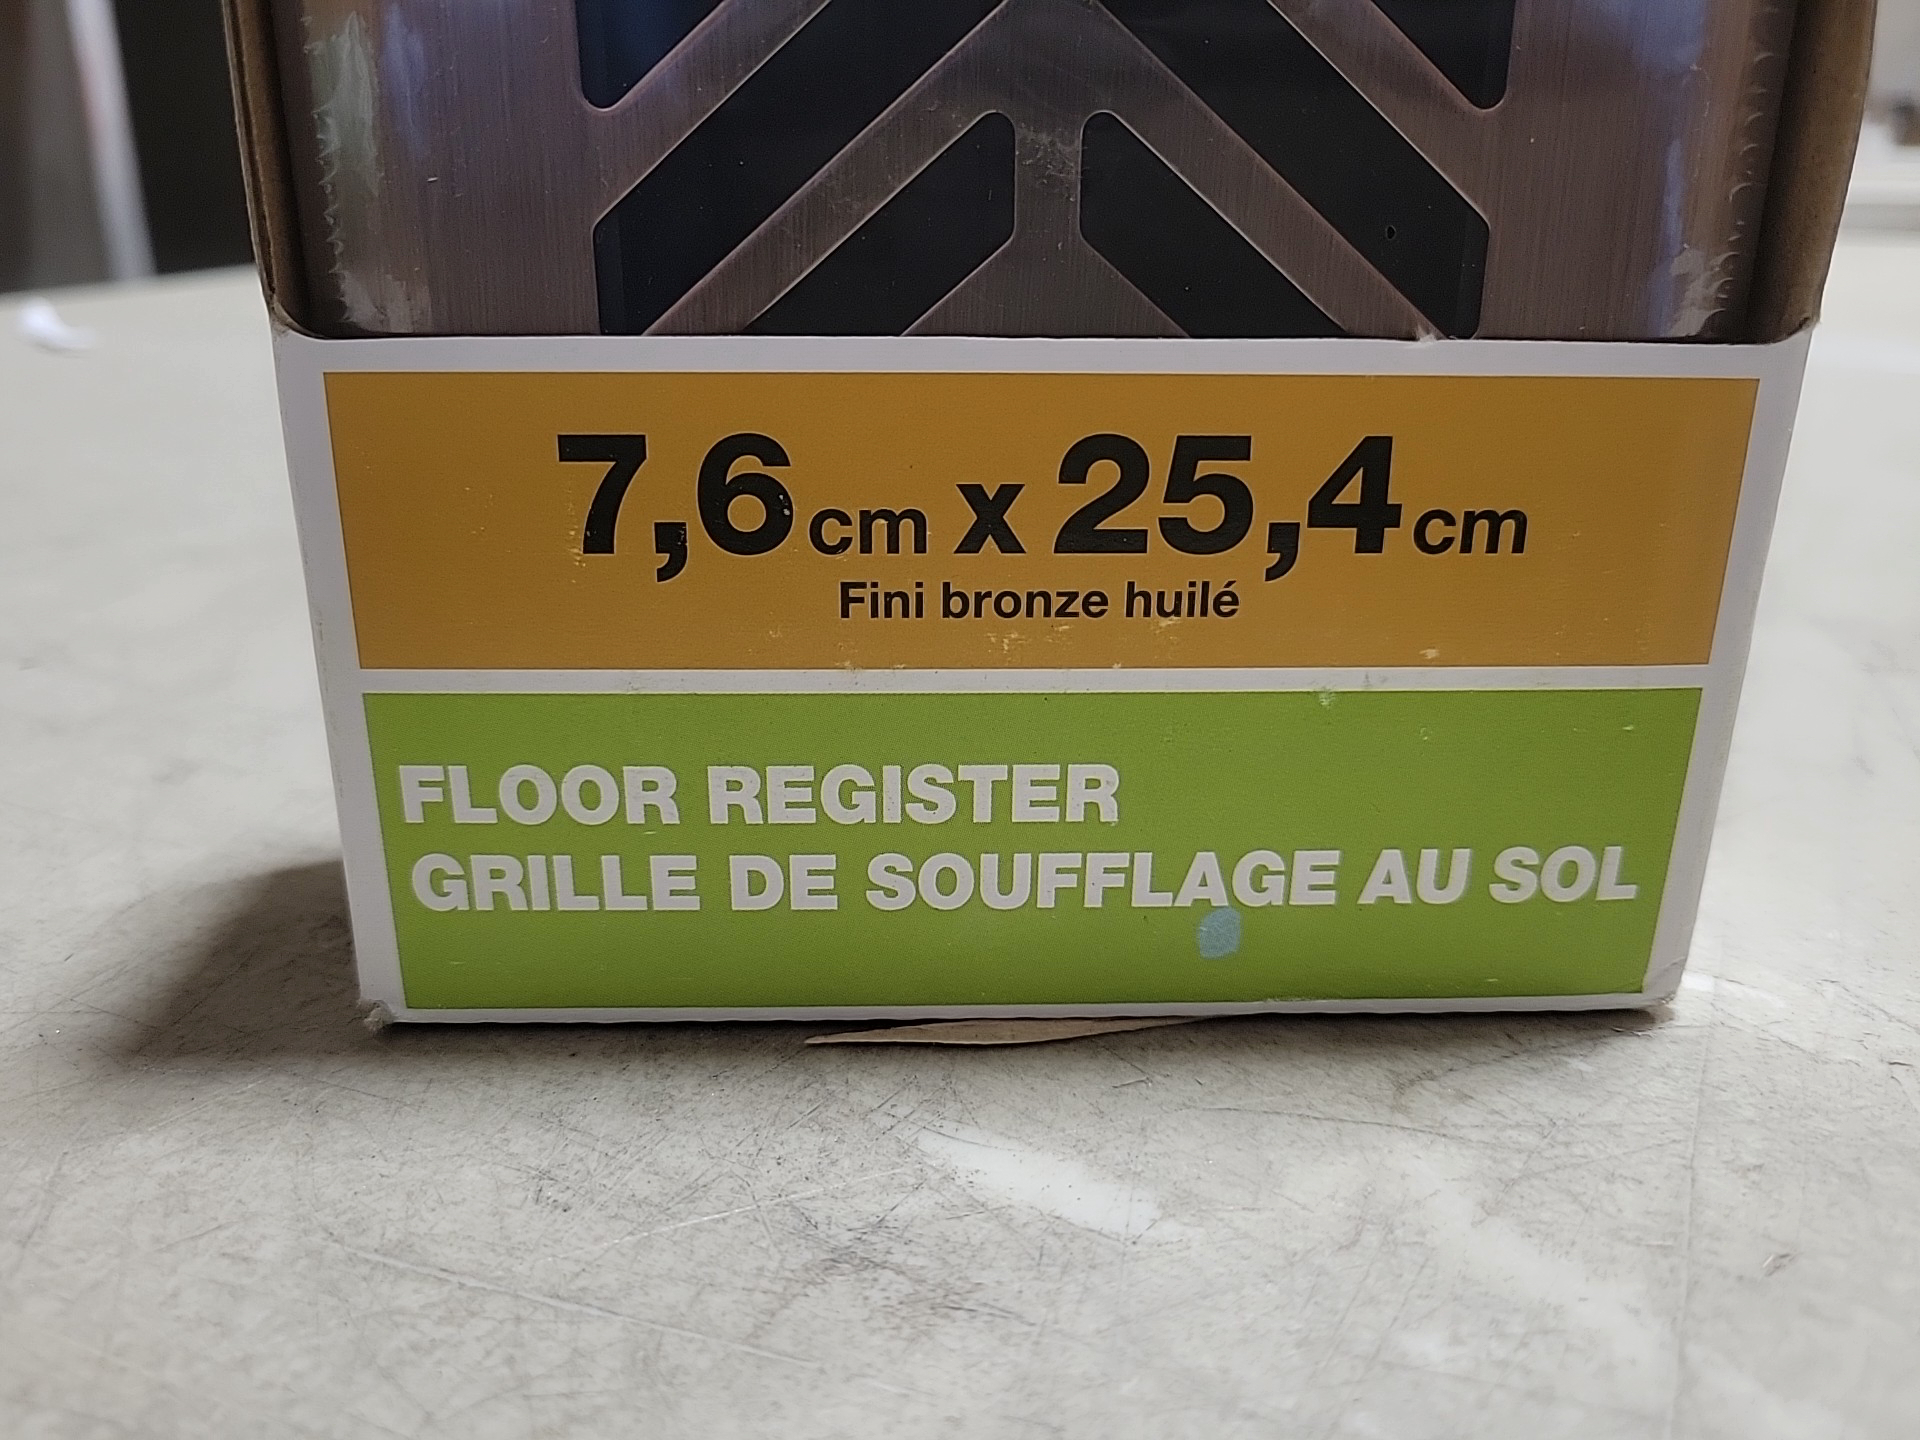 7,6 cm x 25,4 cm
Fini bronze huilé
FLOOR REGISTER
GRILLE DE SOUFFLAGE AU SOL